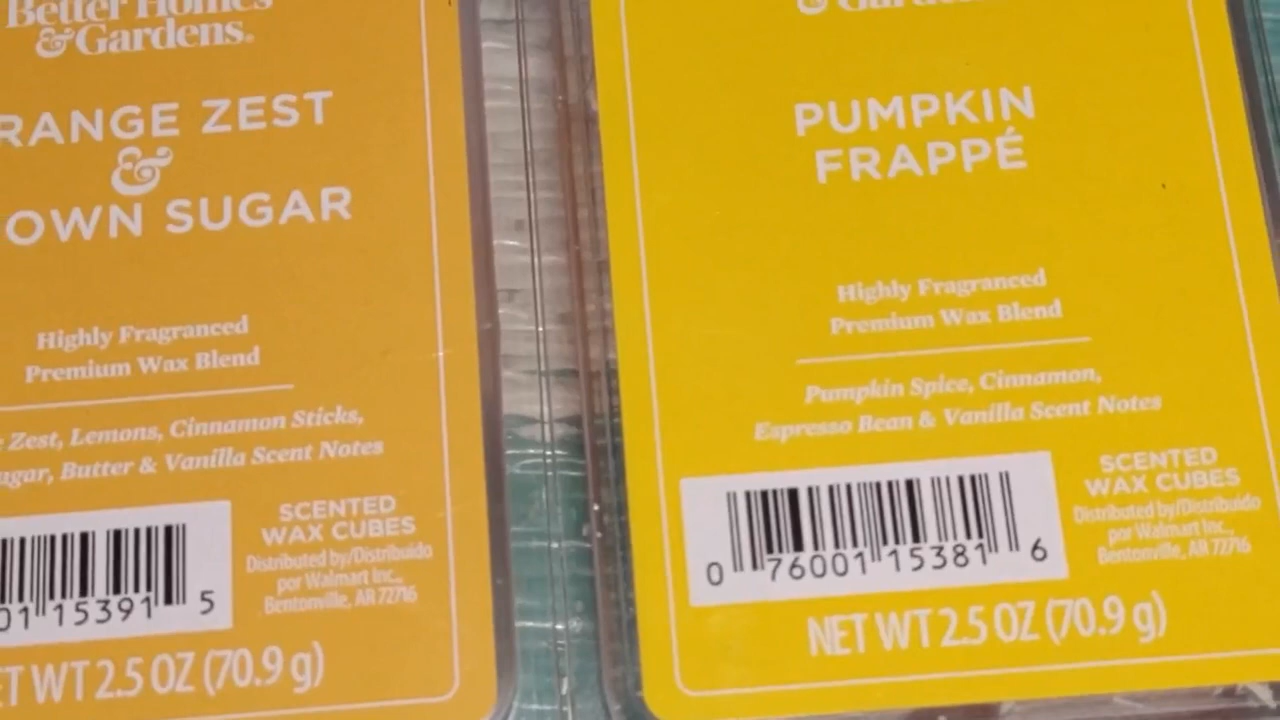 Better Homes
& Gardens®
RANGE ZEST
&
OWN SUGAR
Highly Fragranced
Premium Wax Blend
Zest, Lemons, Cinnamon Sticks,
ugar, Butter & Vanilla Scent Notes
SCENTED
WAX CUBES
Distributed by/Distribuido
por Walmart Inc.,
Bentonville, AR 72716
01 15391 5
T WT 2.5 OZ (70.9 g)
& Gardens
PUMPKIN
FRAPPÉ
Highly Fragranced
Premium Wax Blend
Pumpkin Spice, Cinnamon,
Espresso Bean & Vanilla Scent Notes
SCENTED
WAX CUBES
Distributed by/Distribuido
por Walmart Inc.,
Bentonville, AR 72716
0 76001 15381 6
NET WT 2.5 OZ (70.9 g)